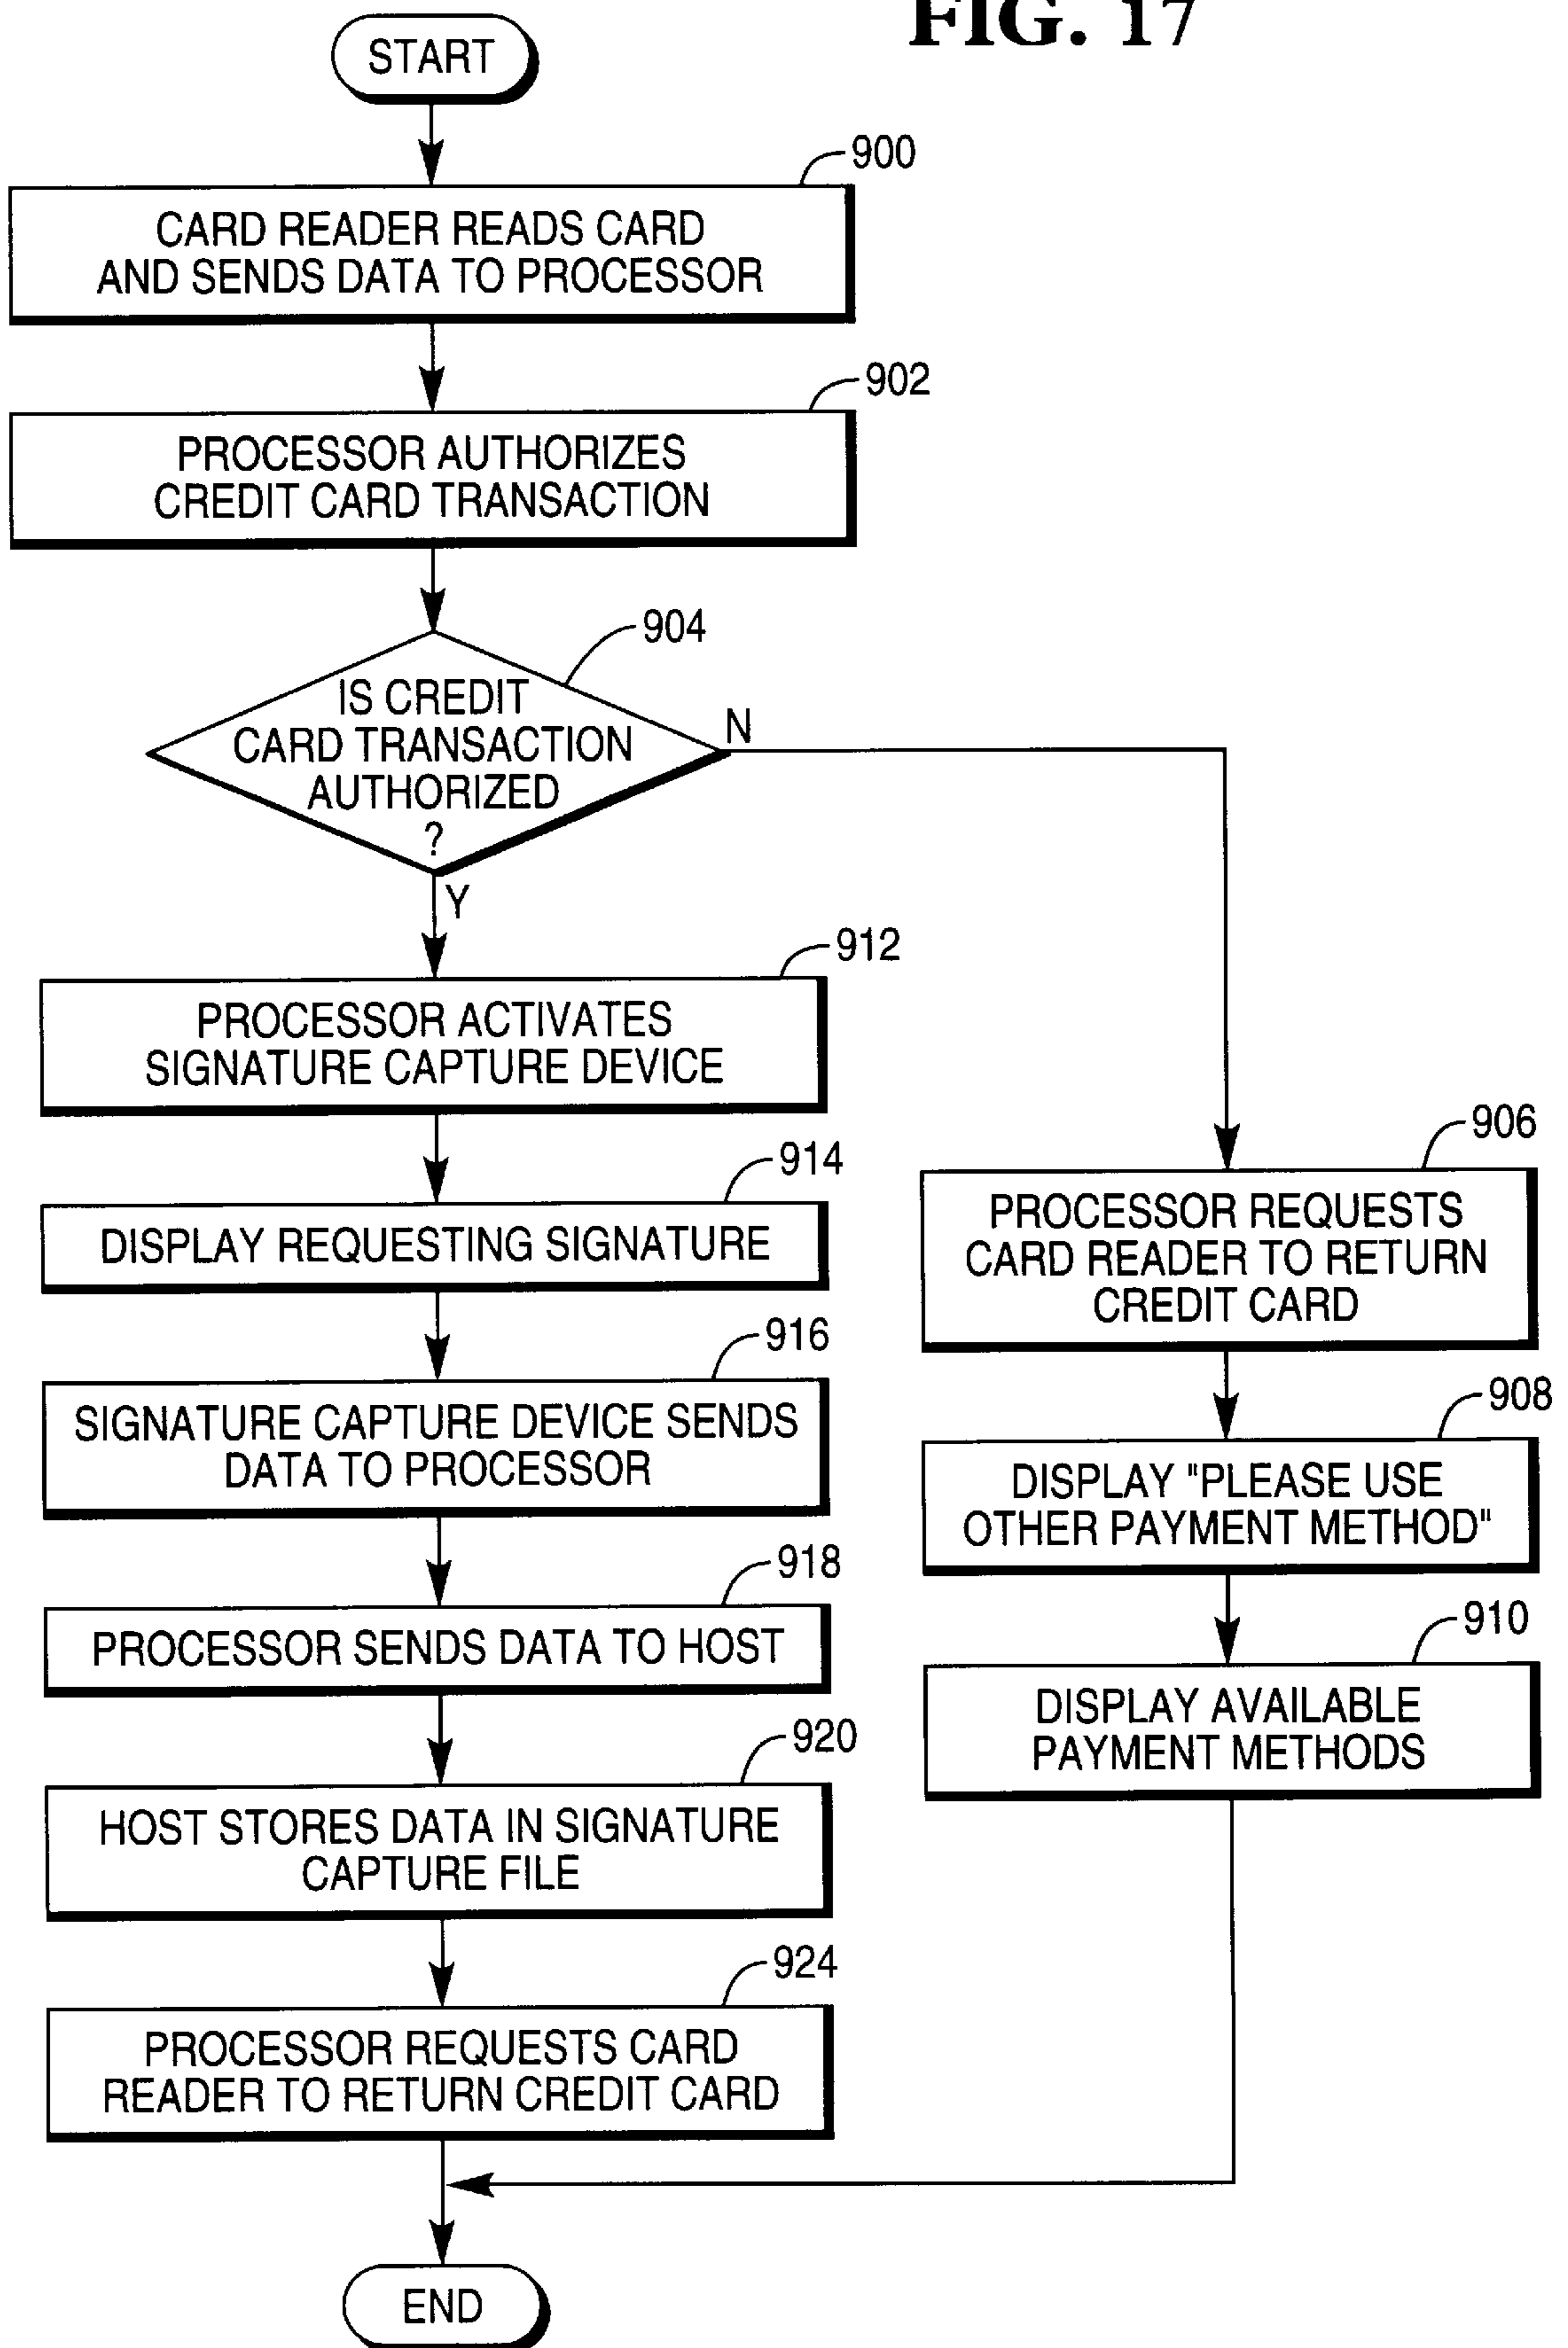 FIG. 17
START
900
CARD READER READS CARD
AND SENDS DATA TO PROCESSOR
902
PROCESSOR AUTHORIZES
CREDIT CARD TRANSACTION
904
IS CREDIT
CARD TRANSACTION
AUTHORIZED
?
N
Y
912
PROCESSOR ACTIVATES
SIGNATURE CAPTURE DEVICE
914
DISPLAY REQUESTING SIGNATURE
916
SIGNATURE CAPTURE DEVICE SENDS
DATA TO PROCESSOR
918
PROCESSOR SENDS DATA TO HOST
920
HOST STORES DATA IN SIGNATURE
CAPTURE FILE
924
PROCESSOR REQUESTS CARD
READER TO RETURN CREDIT CARD
906
PROCESSOR REQUESTS
CARD READER TO RETURN
CREDIT CARD
908
DISPLAY "PLEASE USE
OTHER PAYMENT METHOD"
910
DISPLAY AVAILABLE
PAYMENT METHODS
END